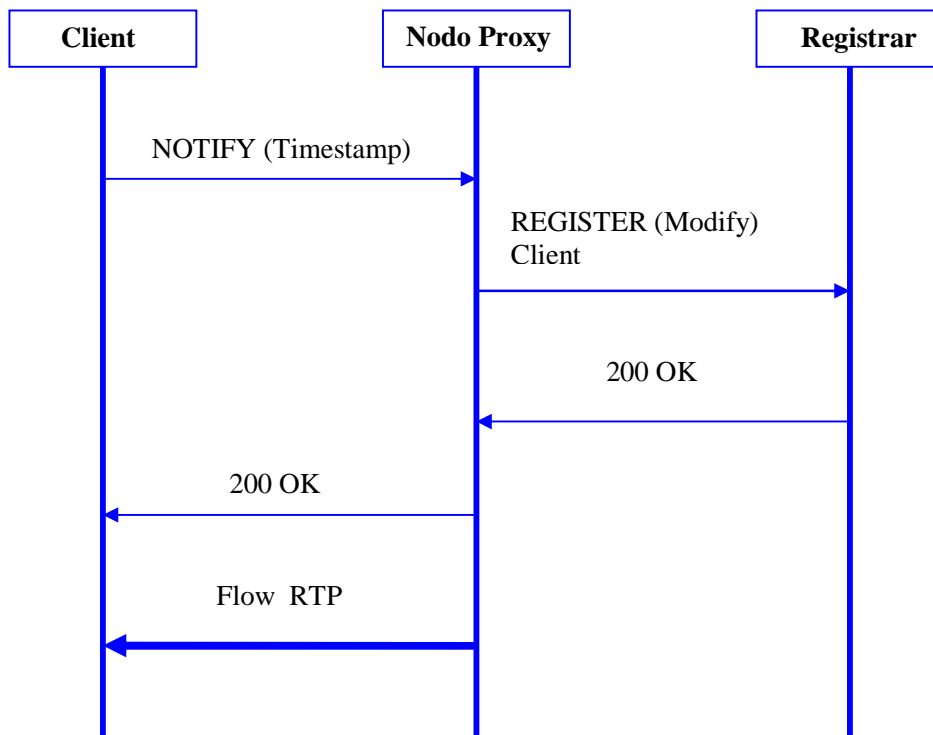 Client
Nodo Proxy
Registrar
NOTIFY (Timestamp)
REGISTER (Modify)
Client
200 OK
200 OK
Flow RTP